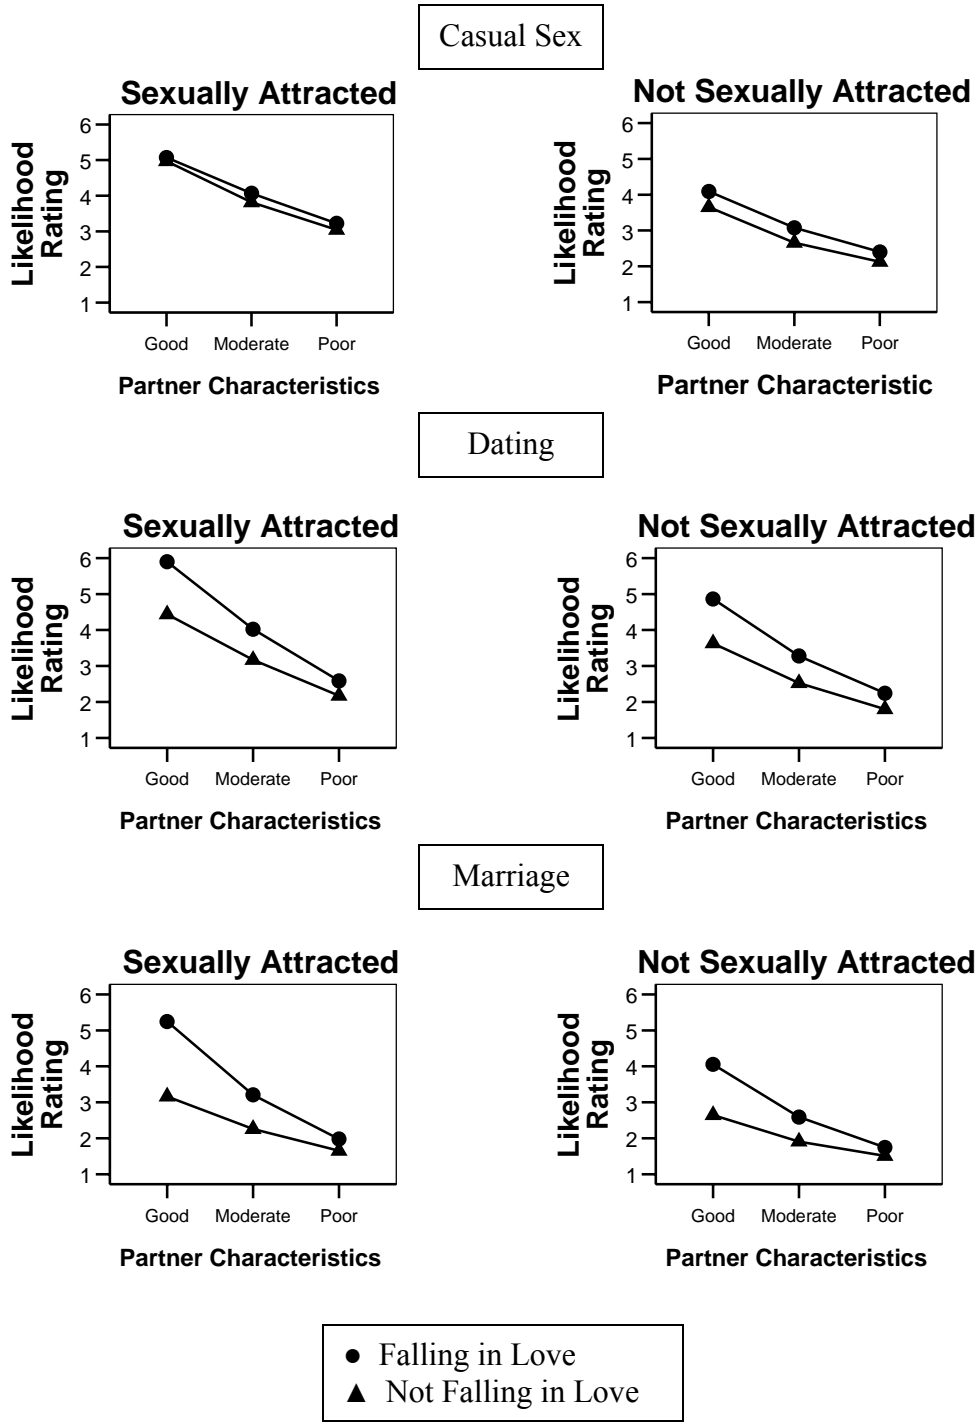 Casual Sex
Sexually Attracted
Likelihood
Rating
6
5
4
3
2
1
Good Moderate Poor
Partner Characteristics
Not Sexually Attracted
Likelihood
Rating
6
5
4
3
2
1
Good Moderate Poor
Partner Characteristic
Dating
Sexually Attracted
Likelihood
Rating
6
5
4
3
2
1
Good Moderate Poor
Partner Characteristics
Not Sexually Attracted
Likelihood
Rating
6
5
4
3
2
1
Good Moderate Poor
Partner Characteristics
Marriage
Sexually Attracted
Likelihood
Rating
6
5
4
3
2
1
Good Moderate Poor
Partner Characteristics
Not Sexually Attracted
Likelihood
Rating
6
5
4
3
2
1
Good Moderate Poor
Partner Characteristics
Falling in Love
Not Falling in Love